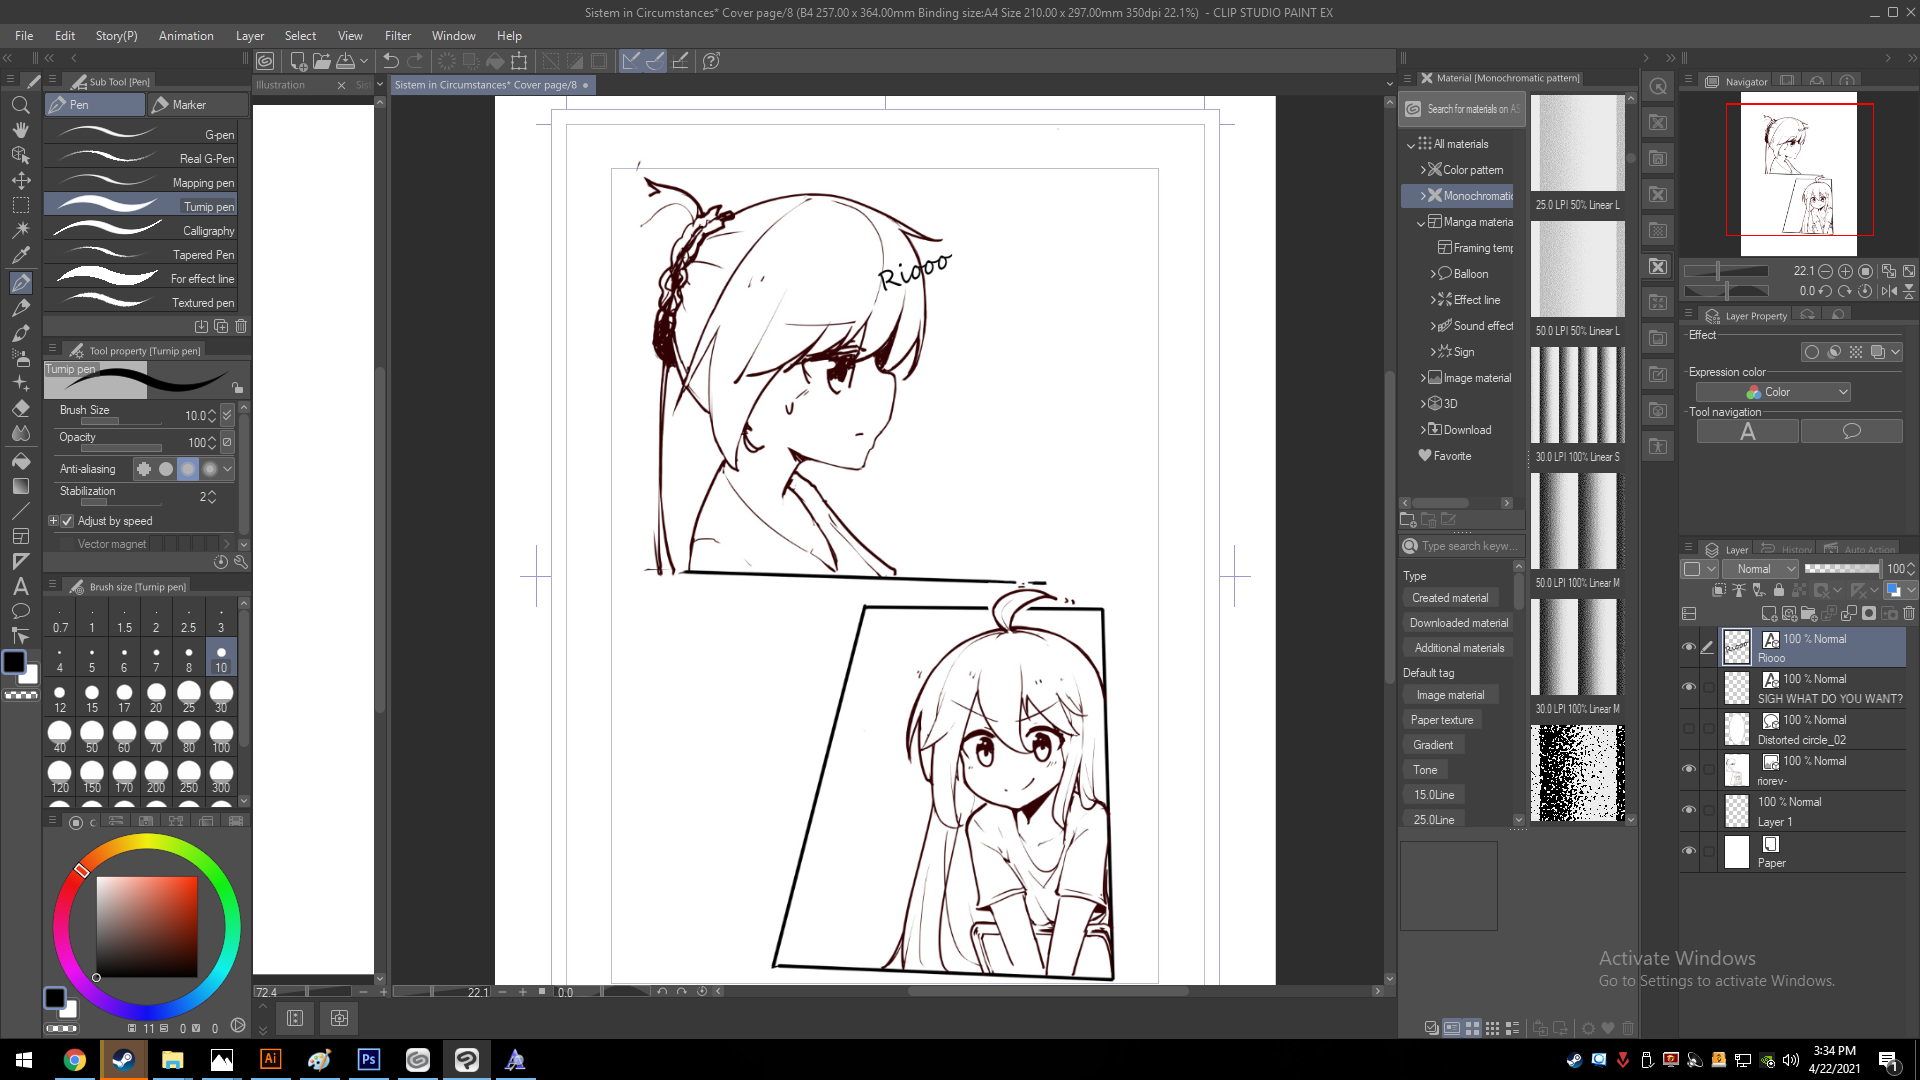 Sistem in Circumstances* Cover page/8 (B4 257.00 x 364.00mm Binding size:A4 Size 210.00 x 297.00mm 350dpi 22.1%) - CLIP STUDIO PAINT EX
File Edit Story(P) Animation Layer Select View Filter Window Help
Sub Tool [Pen]
Pen Marker
G-pen
Real G-Pen
Mapping pen
Turnip pen
Calligraphy
Tapered Pen
For effect line
Textured pen
Tool property [Turnip pen]
Turnip pen
Brush Size 10.0
Opacity 100
Anti-aliasing
Stabilization 2
Adjust by speed
Vector magnet
Brush size [Turnip pen]
0.7 1 1.5 2 2.5 3
4 5 6 7 8 10
12 15 17 20 25 30
40 50 60 70 80 100
120 150 170 200 250 300
11 0 0
Illustration
Sistem in Circumstances* Cover page/8
Riooo
72.4
22.1
0.0
Material [Monochromatic pattern]
Search for materials on AS
All materials
Color pattern
Monochromatic
Manga materia
Framing temp
Balloon
Effect line
Sound effect
Sign
Image material
3D
Download
Favorite
Type search keyw...
Type
Created material
Downloaded material
Additional materials
Default tag
Image material
Paper texture
Gradient
Tone
15.0Line
25.0Line
25.0 LPI 50% Linear L
50.0 LPI 50% Linear L
30.0 LPI 100% Linear S
50.0 LPI 100% Linear M
30.0 LPI 100% Linear M
Navigator
22.1
0.0
Layer Property
Effect
Expression color
Color
Tool navigation
Layer History Auto Action
Normal 100
100 % Normal
Riooo
100 % Normal
SIGH WHAT DO YOU WANT?
100 % Normal
Distorted circle_02
100 % Normal
riorev-
100 % Normal
Layer 1
Paper
Activate Windows
Go to Settings to activate Windows.
3:34 PM
4/22/2021
1